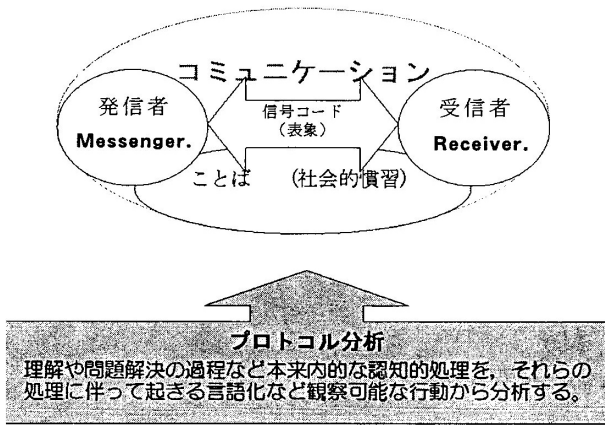 コミュニケーション
発信者
Messenger.
信号コード
(表象)
受信者
Receiver.
ことば (社会的慣習)
プロトコル分析
理解や問題解決の過程など本来内的な認知的処理を，それらの
処理に伴って起きる言語化など観察可能な行動から分析する。